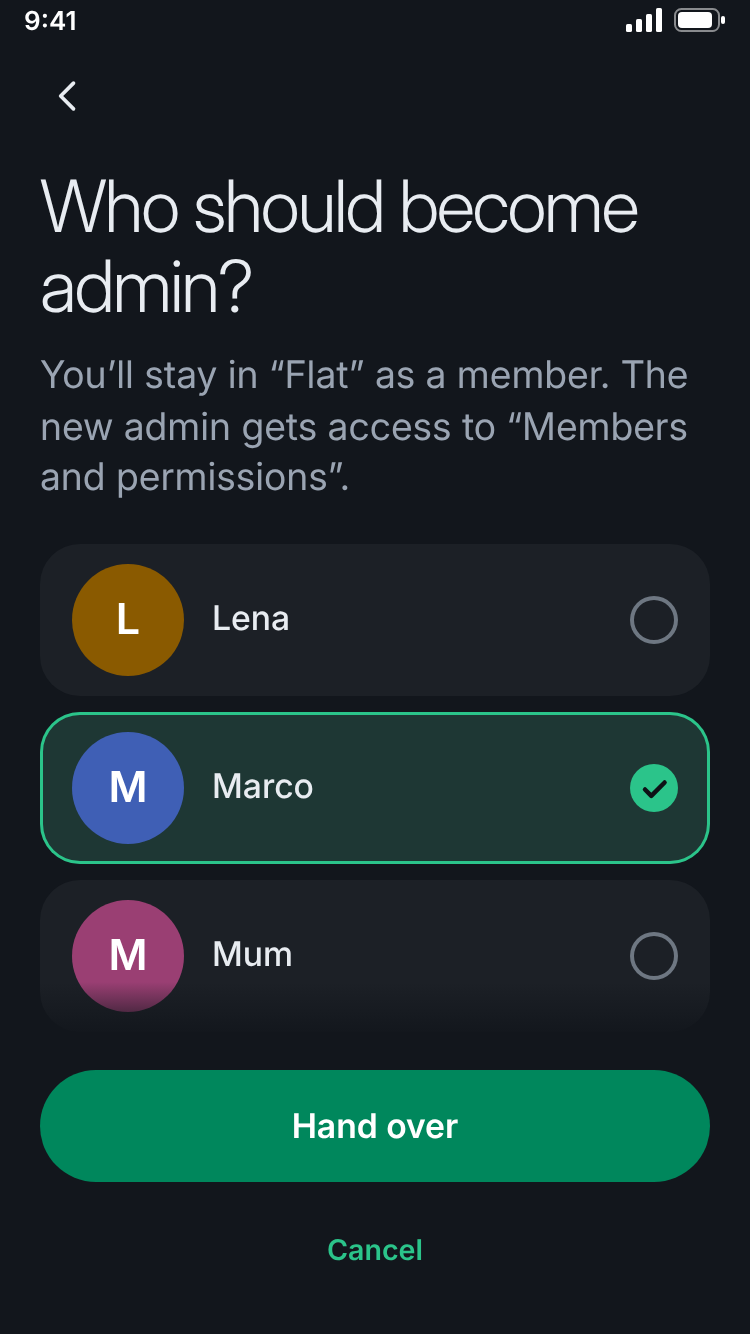 9:41
Who should become
admin?
You’ll stay in “Flat” as a member. The
new admin gets access to “Members
and permissions”.
L
Lena
M
Marco
M
Mum
Hand over
Cancel